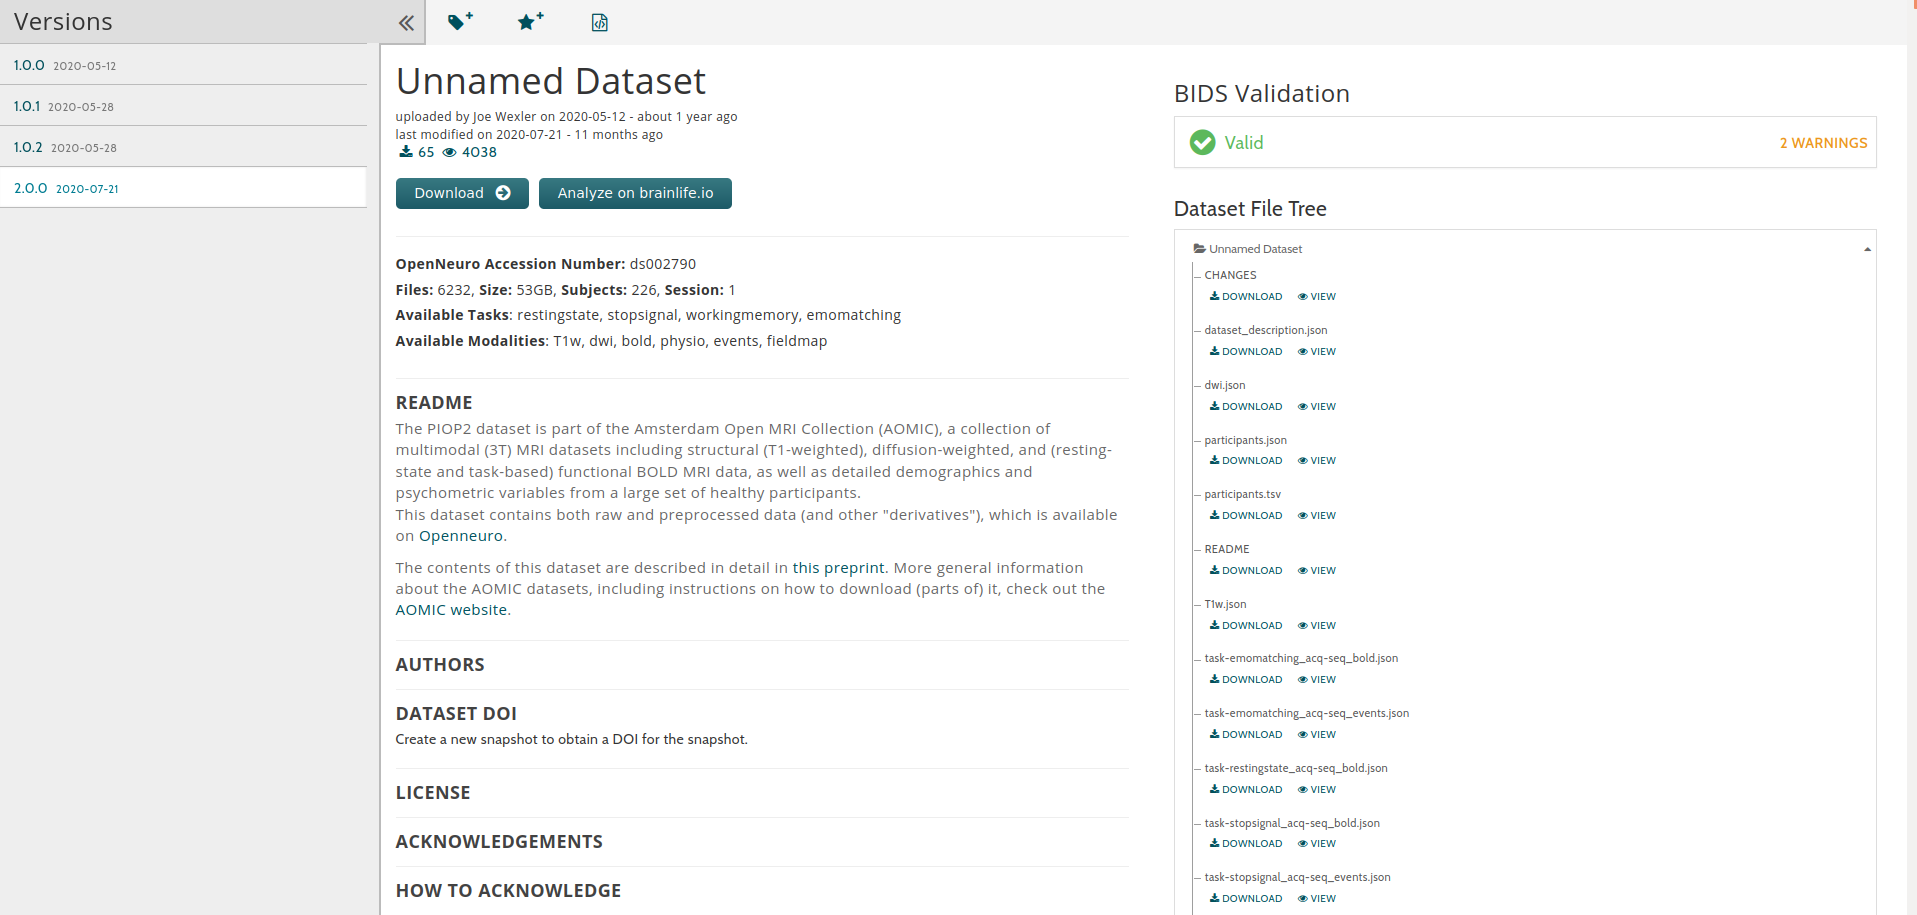 Versions
1.0.0 2020-05-12
1.0.1 2020-05-28
1.0.2 2020-05-28
2.0.0 2020-07-21
Unnamed Dataset
uploaded by Joe Wexler on 2020-05-12 - about 1 year ago
last modified on 2020-07-21 - 11 months ago
65 4038
Download Analyze on brainlife.io
OpenNeuro Accession Number: ds002790
Files: 6232, Size: 53GB, Subjects: 226, Session: 1
Available Tasks: restingstate, stopsignal, workingmemory, emomatching
Available Modalities: T1w, dwi, bold, physio, events, fieldmap
README
The PIOP2 dataset is part of the Amsterdam Open MRI Collection (AOMIC), a collection of
multimodal (3T) MRI datasets including structural (T1-weighted), diffusion-weighted, and (resting-
state and task-based) functional BOLD MRI data, as well as detailed demographics and
psychometric variables from a large set of healthy participants.
This dataset contains both raw and preprocessed data (and other "derivatives"), which is available
on Openneuro.
The contents of this dataset are described in detail in this preprint. More general information
about the AOMIC datasets, including instructions on how to download (parts of) it, check out the
AOMIC website.
AUTHORS
DATASET DOI
Create a new snapshot to obtain a DOI for the snapshot.
LICENSE
ACKNOWLEDGEMENTS
HOW TO ACKNOWLEDGE
BIDS Validation
Valid 2 WARNINGS
Dataset File Tree
Unnamed Dataset
CHANGES
DOWNLOAD VIEW
dataset_description.json
DOWNLOAD VIEW
dwi.json
DOWNLOAD VIEW
participants.json
DOWNLOAD VIEW
participants.tsv
DOWNLOAD VIEW
README
DOWNLOAD VIEW
T1w.json
DOWNLOAD VIEW
task-emomatching_acq-seq_bold.json
DOWNLOAD VIEW
task-emomatching_acq-seq_events.json
DOWNLOAD VIEW
task-restingstate_acq-seq_bold.json
DOWNLOAD VIEW
task-stopsignal_acq-seq_bold.json
DOWNLOAD VIEW
task-stopsignal_acq-seq_events.json
DOWNLOAD VIEW